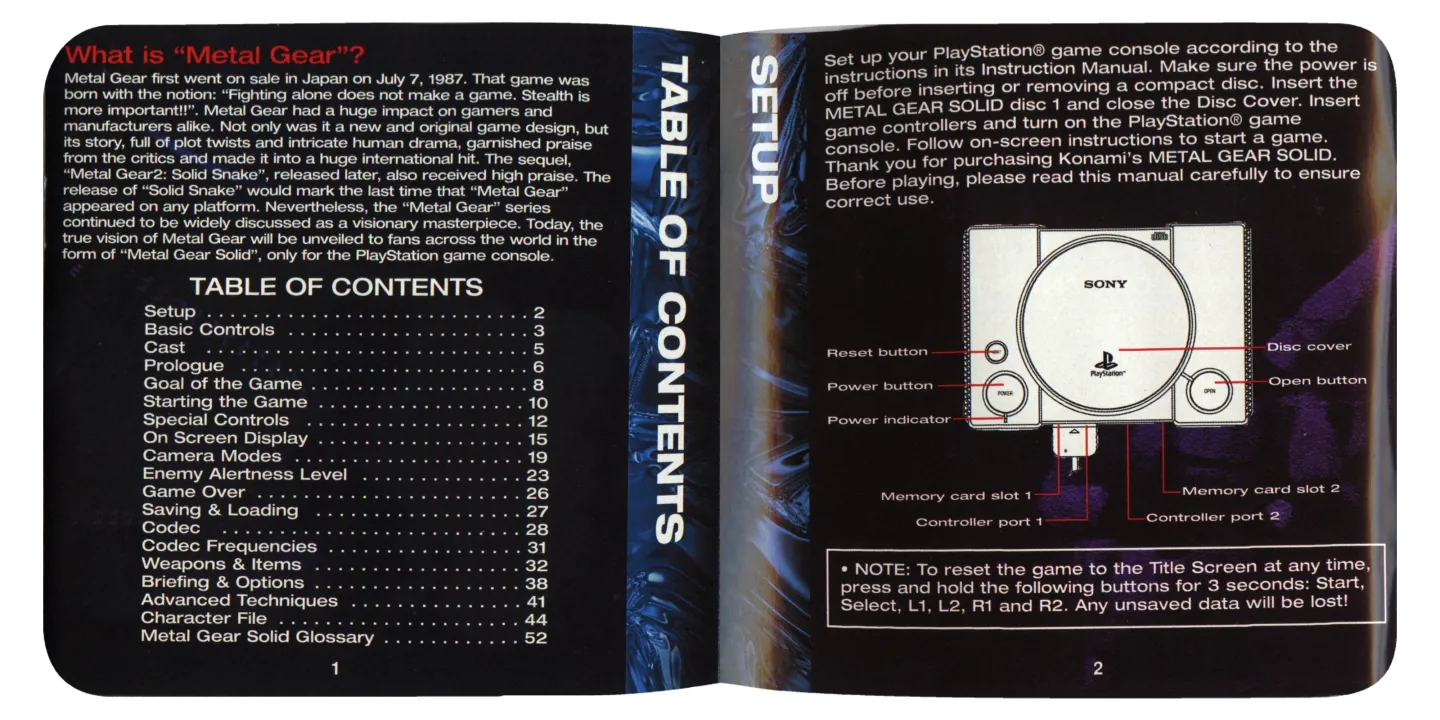 What is “Metal Gear”?
Metal Gear first went on sale in Japan on July 7, 1987. That game was
born with the notion: “Fighting alone does not make a game. Stealth is
more important!!”. Metal Gear had a huge impact on gamers and
manufacturers alike. Not only was it a new and original game design, but
its story, full of plot twists and intricate human drama, garnished praise
from the critics and made it into a huge international hit. The sequel,
“Metal Gear2: Solid Snake”, released later, also received high praise. The
release of “Solid Snake” would mark the last time that “Metal Gear”
appeared on any platform. Nevertheless, the “Metal Gear” series
continued to be widely discussed as a visionary masterpiece. Today, the
true vision of Metal Gear will be unveiled to fans across the world in the
form of “Metal Gear Solid”, only for the PlayStation game console.
TABLE OF CONTENTS
Setup . . . . . . . . . . . . . . . . . . . . . . . . . . . . 2
Basic Controls . . . . . . . . . . . . . . . . . . . . . . 3
Cast . . . . . . . . . . . . . . . . . . . . . . . . . . . . 5
Prologue . . . . . . . . . . . . . . . . . . . . . . . . . 6
Goal of the Game . . . . . . . . . . . . . . . . . . . . 8
Starting the Game . . . . . . . . . . . . . . . . . . . 10
Special Controls . . . . . . . . . . . . . . . . . . . . 12
On Screen Display . . . . . . . . . . . . . . . . . . . 15
Camera Modes . . . . . . . . . . . . . . . . . . . . . 19
Enemy Alertness Level . . . . . . . . . . . . . . . 23
Game Over . . . . . . . . . . . . . . . . . . . . . . . . 26
Saving & Loading . . . . . . . . . . . . . . . . . . . 27
Codec . . . . . . . . . . . . . . . . . . . . . . . . . . . 28
Codec Frequencies . . . . . . . . . . . . . . . . . . 31
Weapons & Items . . . . . . . . . . . . . . . . . . . 32
Briefing & Options . . . . . . . . . . . . . . . . . . . 38
Advanced Techniques . . . . . . . . . . . . . . . . 41
Character File . . . . . . . . . . . . . . . . . . . . . . 44
Metal Gear Solid Glossary . . . . . . . . . . . . . 52
1
TABLE OF CONTENTS
SETUP
Set up your PlayStation® game console according to the
instructions in its Instruction Manual. Make sure the power is
off before inserting or removing a compact disc. Insert the
METAL GEAR SOLID disc 1 and close the Disc Cover. Insert
game controllers and turn on the PlayStation® game
console. Follow on-screen instructions to start a game.
Thank you for purchasing Konami’s METAL GEAR SOLID.
Before playing, please read this manual carefully to ensure
correct use.
disc
SONY
PlayStation™
POWER
OPEN
Reset button
Power button
Power indicator
Disc cover
Open button
Memory card slot 1
Controller port 1
Memory card slot 2
Controller port 2
• NOTE: To reset the game to the Title Screen at any time,
press and hold the following buttons for 3 seconds: Start,
Select, L1, L2, R1 and R2. Any unsaved data will be lost!
2